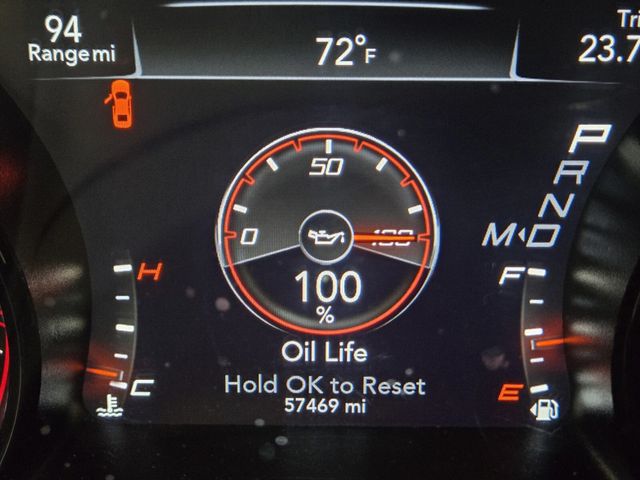 94
Range mi
72°F
Tri
23.7
50
0
100
100
%
Oil Life
Hold OK to Reset
57469 mi
P
R
N
M◄D
H
C
F
E